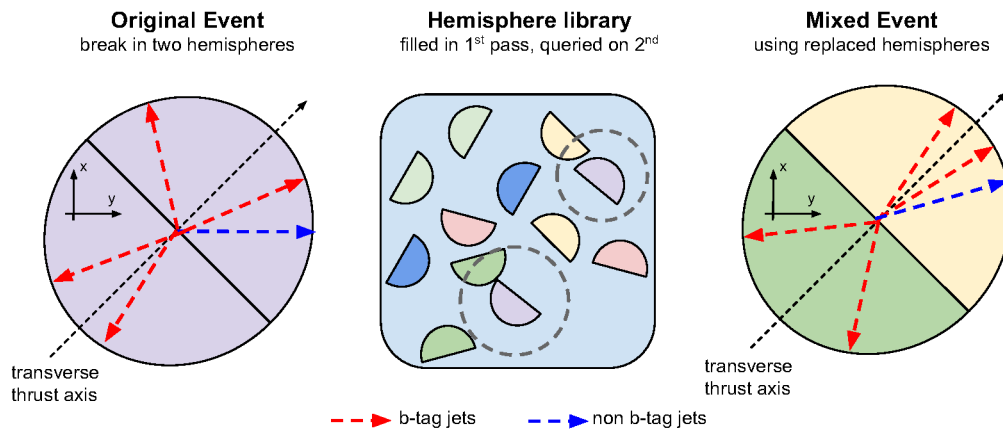 Original Event
break in two hemispheres
Hemisphere library
filled in 1st pass, queried on 2nd
Mixed Event
using replaced hemispheres
x
y
transverse
thrust axis
x
y
transverse
thrust axis
b-tag jets
non b-tag jets